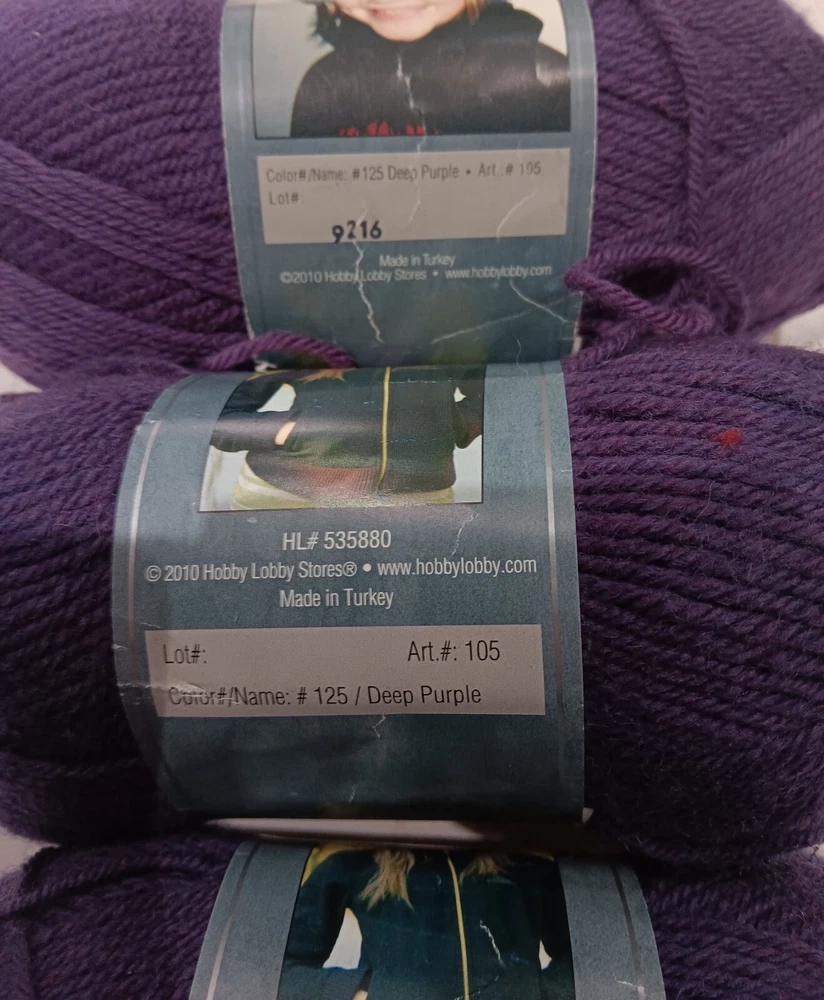 Color#/Name: #125 Deep Purple • Art.:# 105
Lot#:
9216
Made in Turkey
©2010 Hobby Lobby Stores • www.hobbylobby.com
HL# 535880
© 2010 Hobby Lobby Stores® • www.hobbylobby.com
Made in Turkey
Lot#: Art.#: 105
Color#/Name: # 125 / Deep Purple